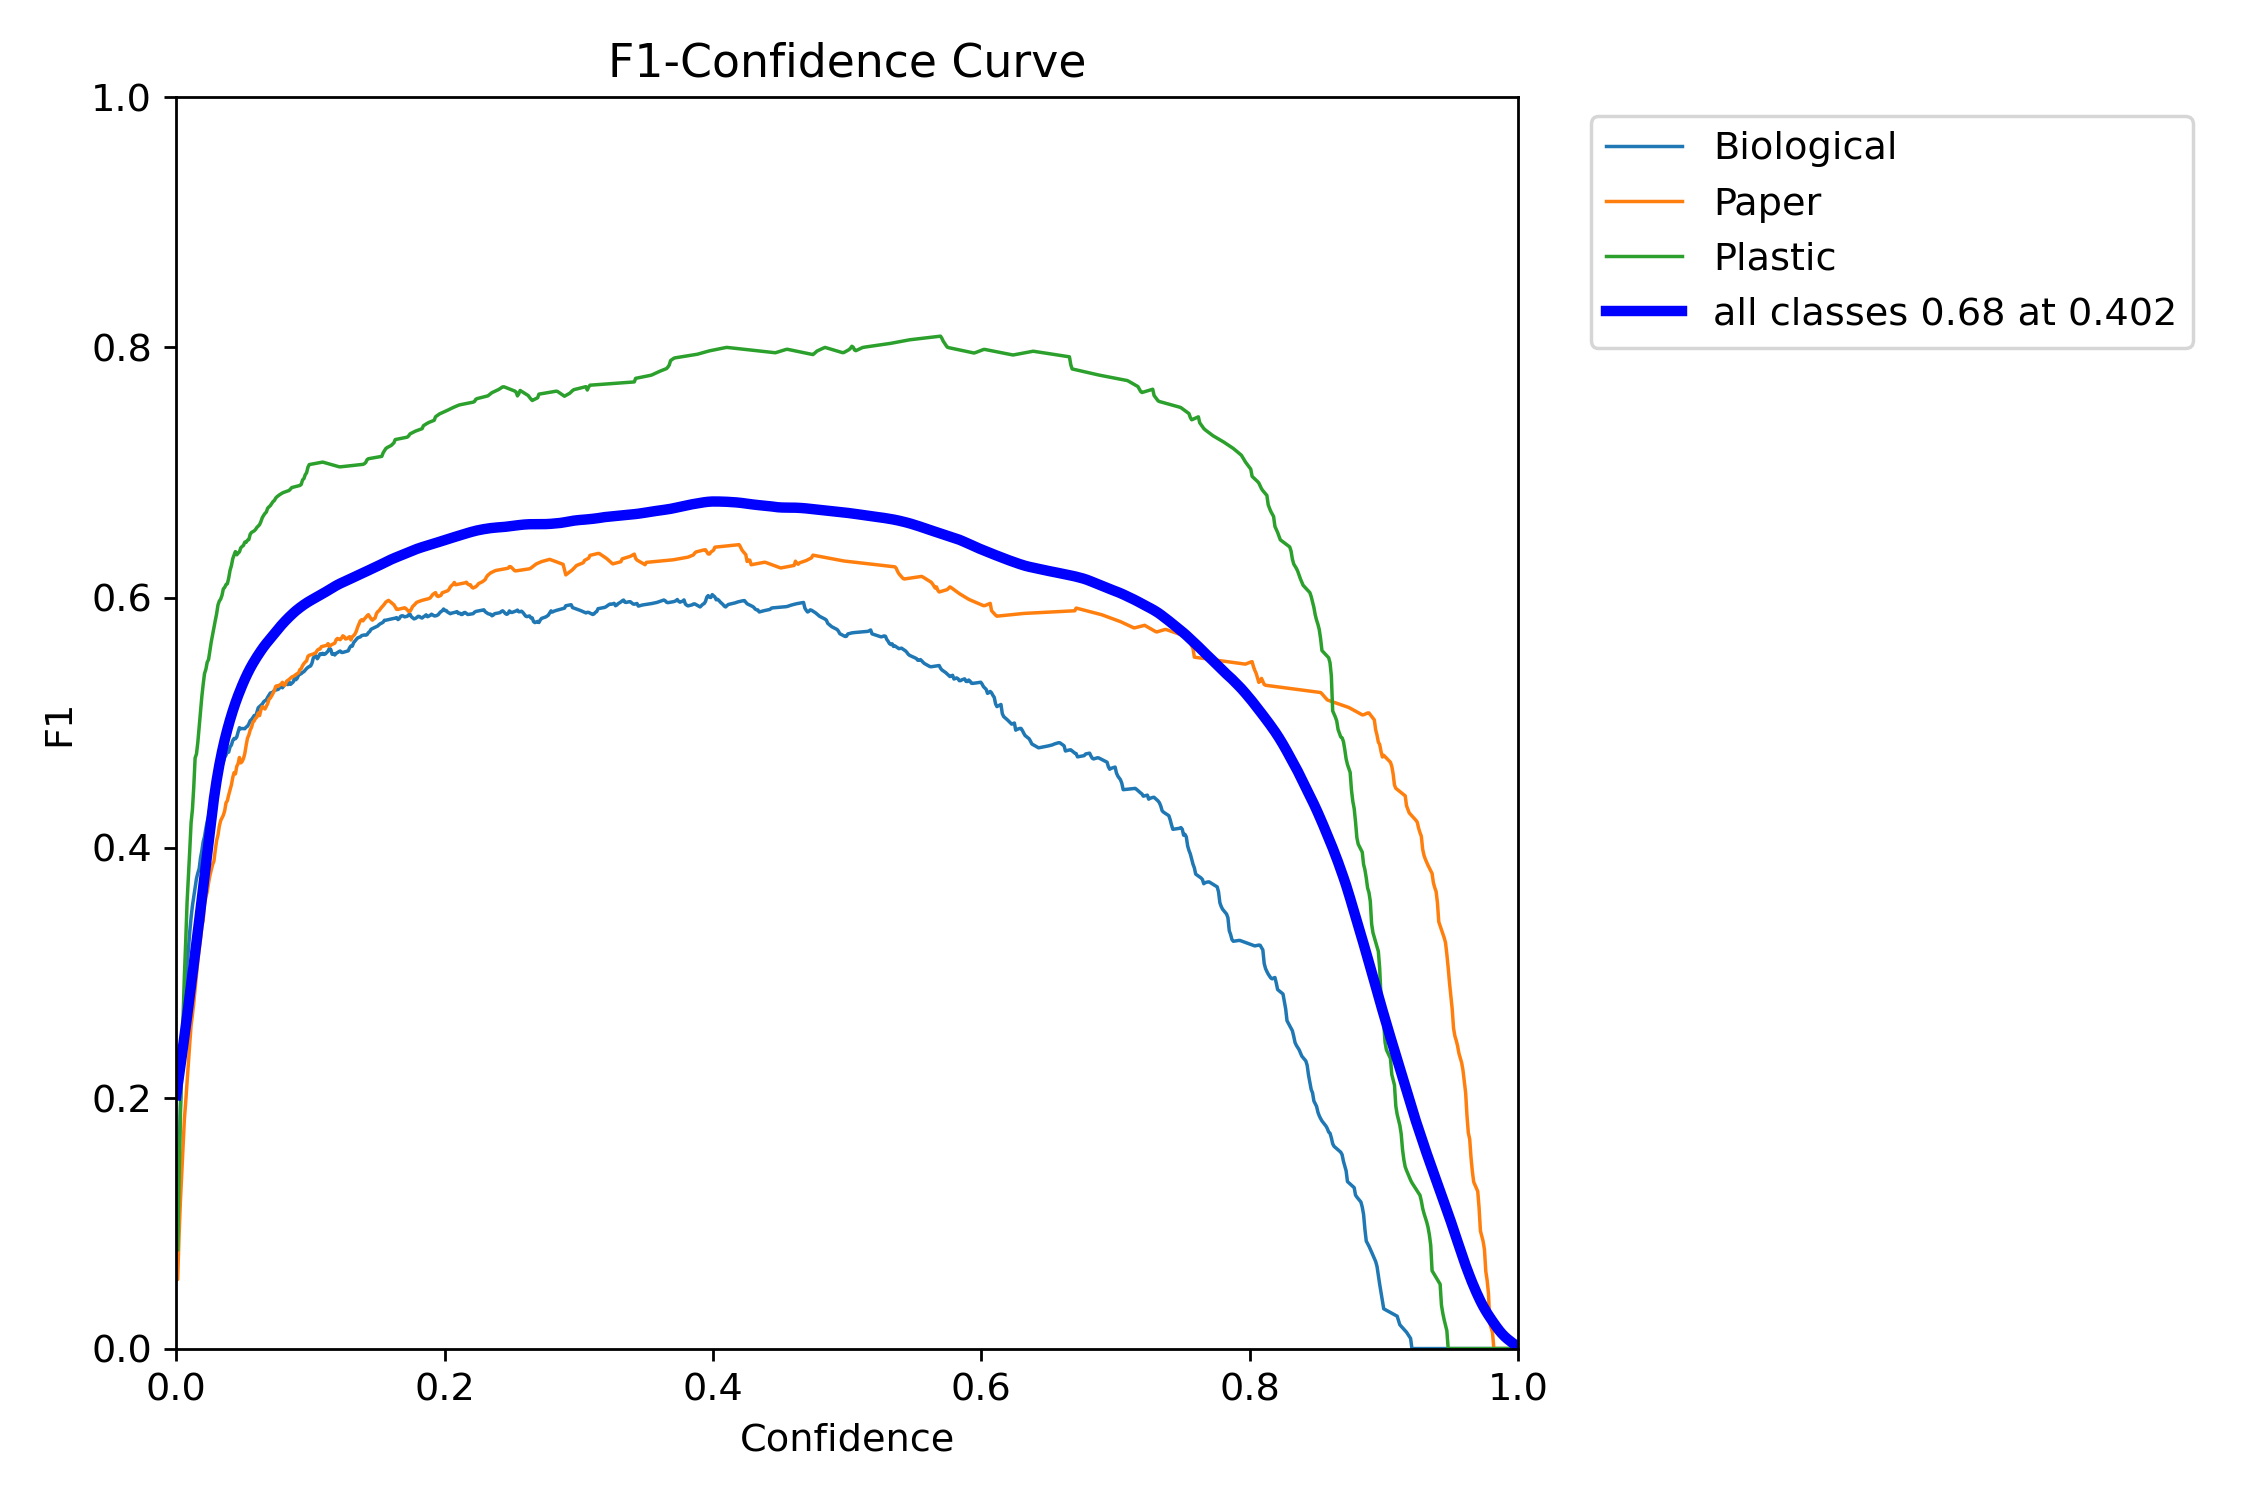 F1-Confidence Curve
1.0
0.8
0.6
0.4
0.2
0.0
F1
0.0 0.2 0.4 0.6 0.8 1.0
Confidence
Biological
Paper
Plastic
all classes 0.68 at 0.402